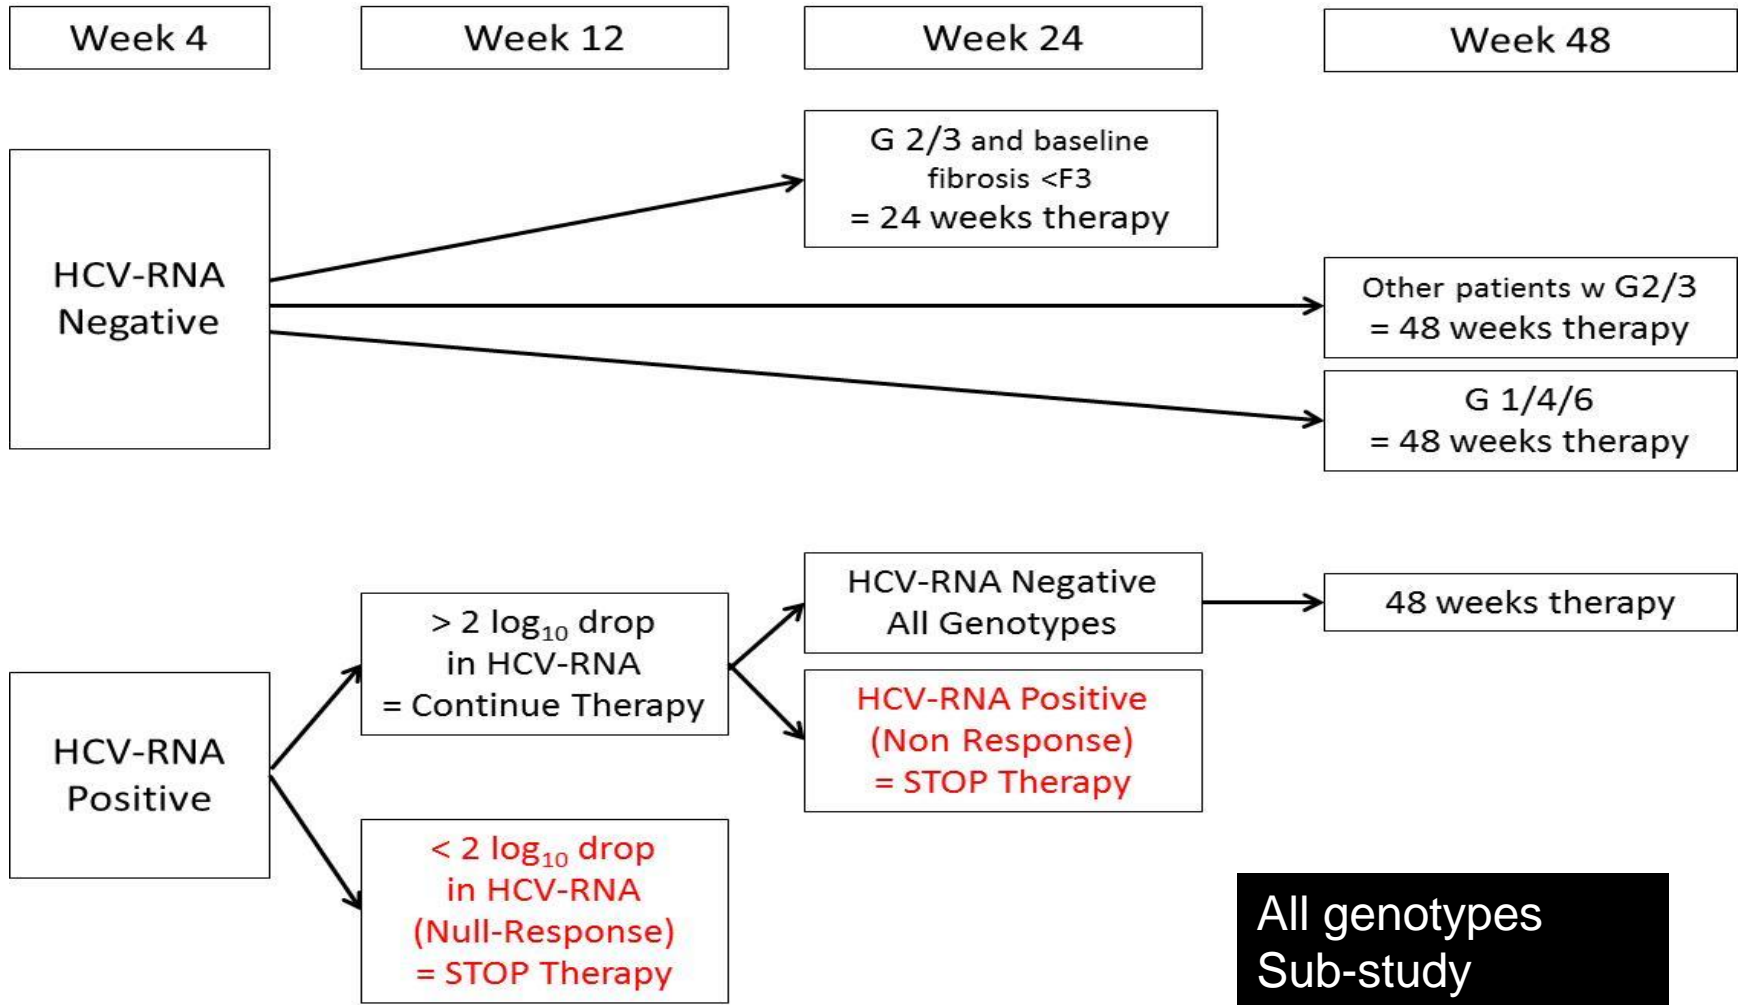 Week 4
Week 12
Week 24
Week 48
HCV-RNA
Negative
G 2/3 and baseline
fibrosis <F3
= 24 weeks therapy
Other patients w G2/3
= 48 weeks therapy
G 1/4/6
= 48 weeks therapy
HCV-RNA
Positive
> 2 log₁₀ drop
in HCV-RNA
= Continue Therapy
< 2 log₁₀ drop
in HCV-RNA
(Null-Response)
= STOP Therapy
HCV-RNA Negative
All Genotypes
HCV-RNA Positive
(Non Response)
= STOP Therapy
48 weeks therapy
All genotypes
Sub-study